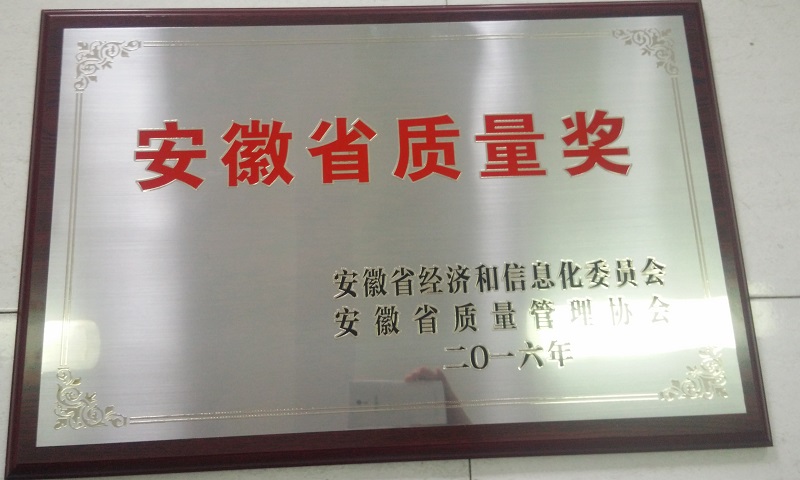 安徽省质量奖
安徽省经济和信息化委员会
安徽省质量管理协会
二〇一六年